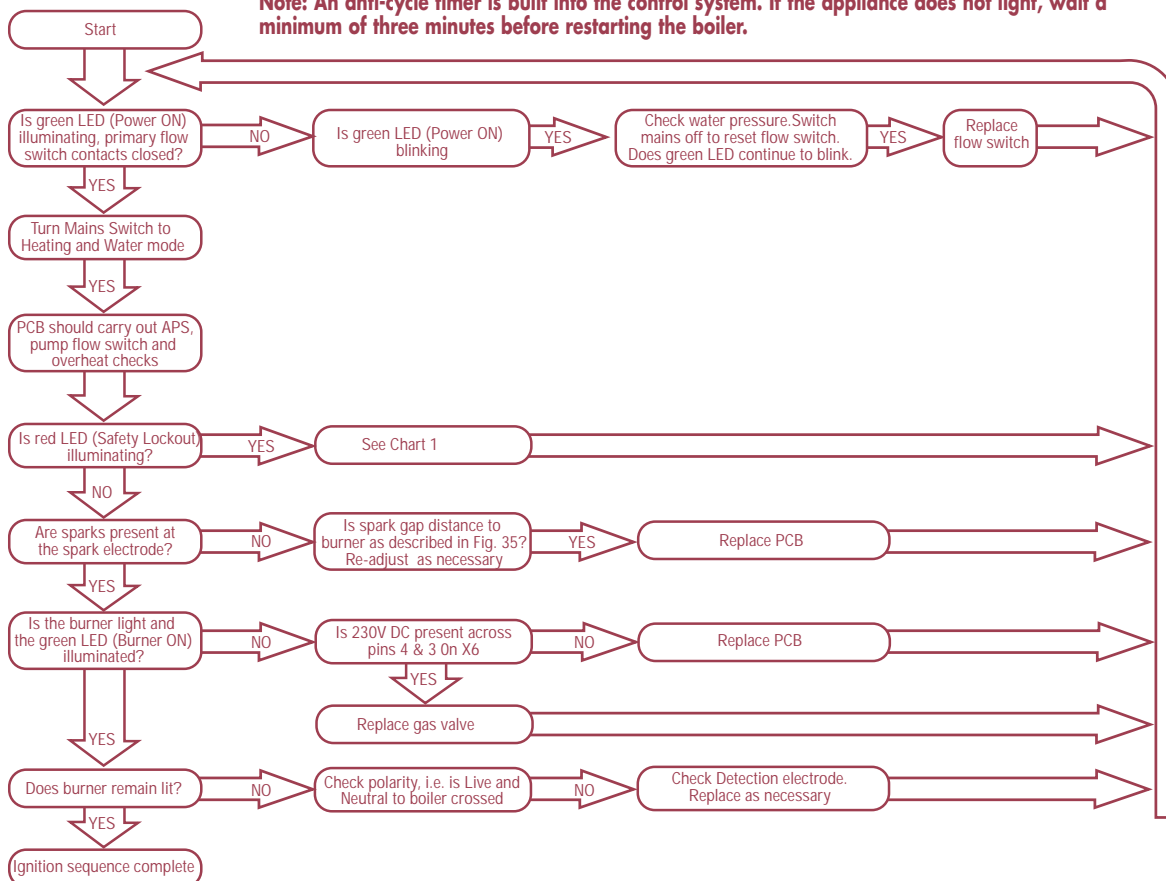 Note: An anti-cycle timer is built into the control system. If the appliance does not light, wait a
minimum of three minutes before restarting the boiler.
Start
Is green LED (Power ON)
illuminating, primary flow
switch contacts closed?
NO
Is green LED (Power ON)
blinking
YES
Check water pressure.Switch
mains off to reset flow switch.
Does green LED continue to blink.
YES
Replace
flow switch
YES
Turn Mains Switch to
Heating and Water mode
YES
PCB should carry out APS,
pump flow switch and
overheat checks
Is red LED (Safety Lockout)
illuminating?
YES
See Chart 1
NO
Are sparks present at
the spark electrode?
NO
Is spark gap distance to
burner as described in Fig. 35?
Re-adjust as necessary
YES
Replace PCB
YES
Is the burner light and
the green LED (Burner ON)
illuminated?
NO
Is 230V DC present across
pins 4 & 3 0n X6
NO
Replace PCB
YES
Replace gas valve
YES
Does burner remain lit?
NO
Check polarity, i.e. is Live and
Neutral to boiler crossed
NO
Check Detection electrode.
Replace as necessary
YES
Ignition sequence complete